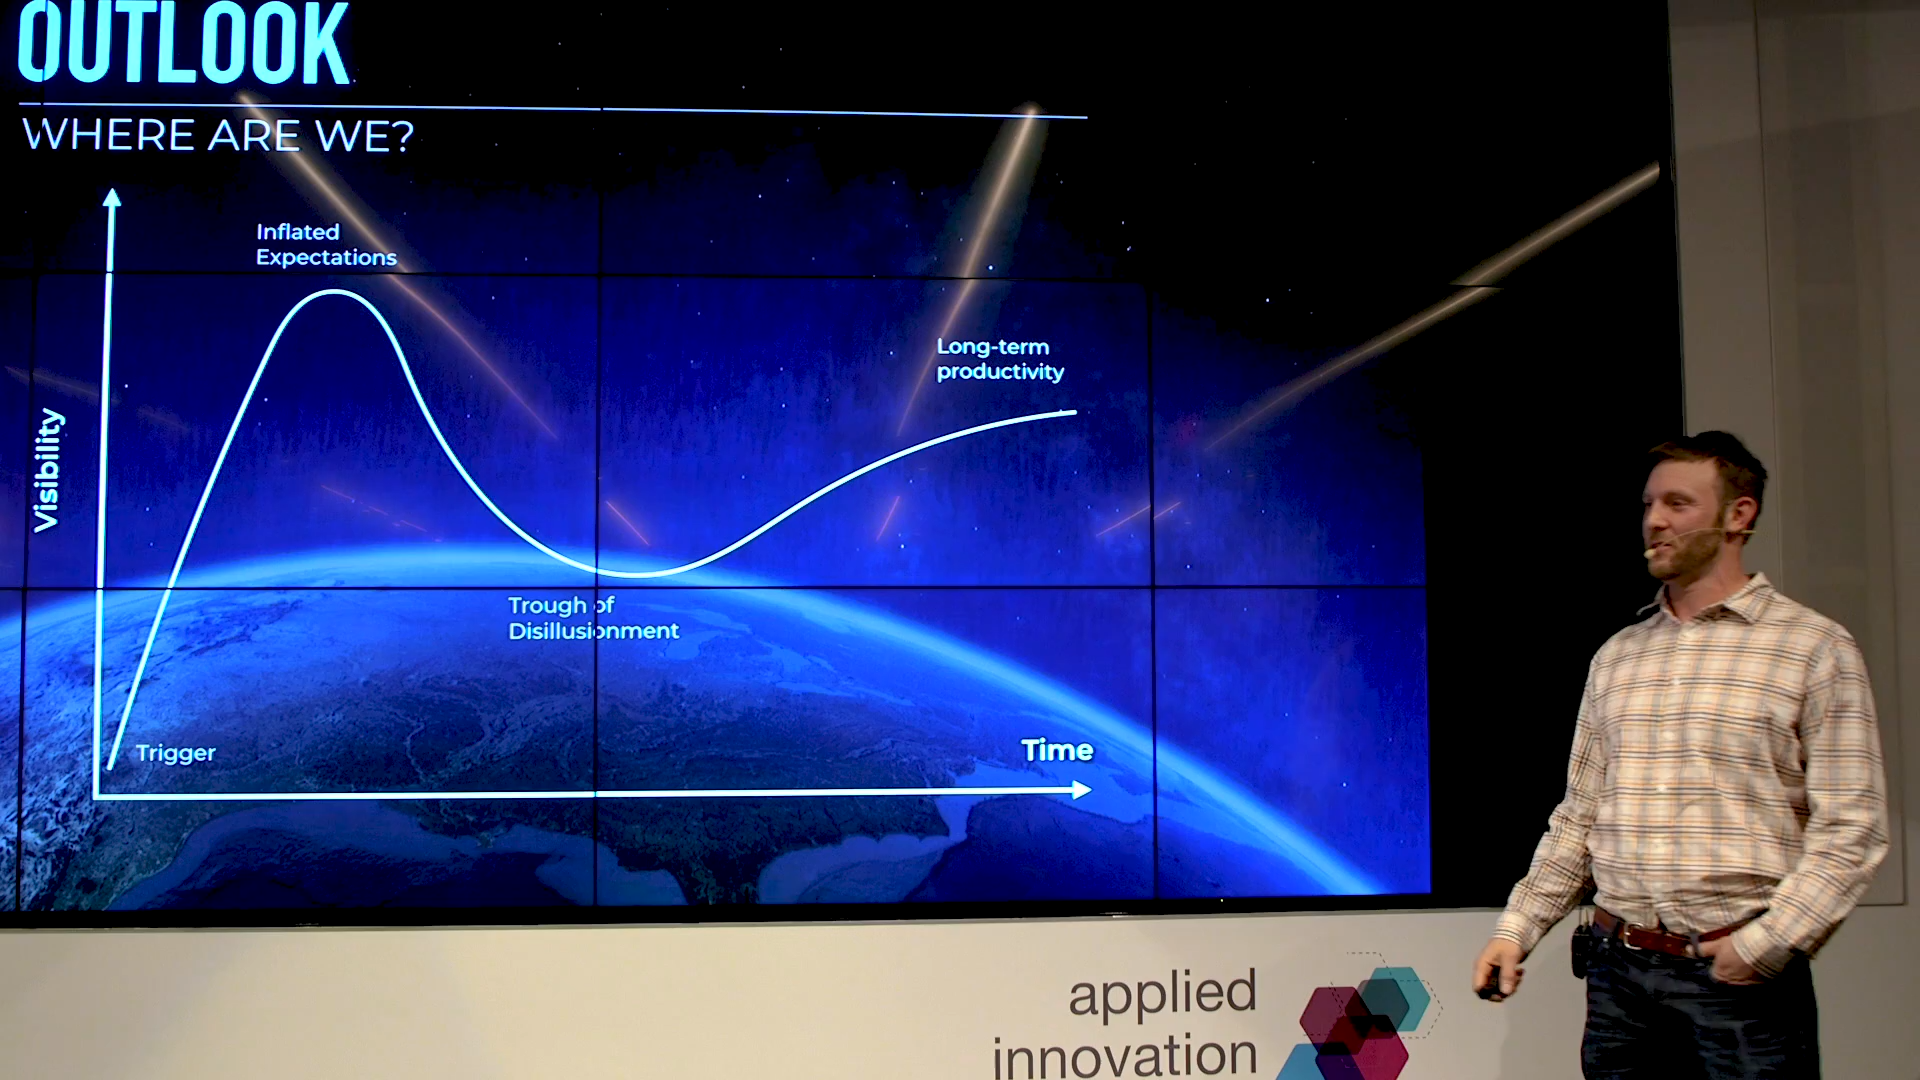 OUTLOOK
WHERE ARE WE?
Inflated
Expectations
Long-term
productivity
Visibility
Trough of
Disillusionment
Trigger
Time
applied
innovation